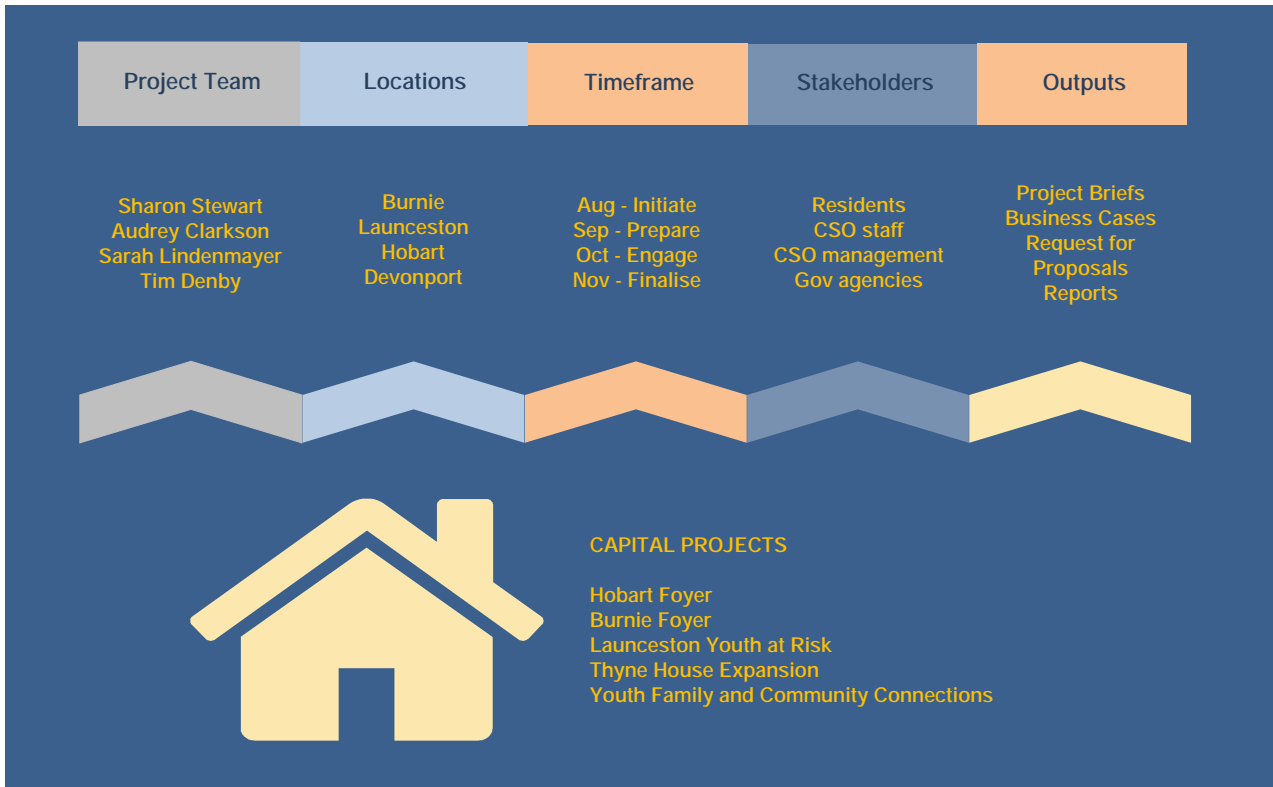 Project Team
Locations
Timeframe
Stakeholders
Outputs
Sharon Stewart
Audrey Clarkson
Sarah Lindenmayer
Tim Denby
Burnie
Launceston
Hobart
Devonport
Aug - Initiate
Sep - Prepare
Oct - Engage
Nov - Finalise
Residents
CSO staff
CSO management
Gov agencies
Project Briefs
Business Cases
Request for
Proposals
Reports
CAPITAL PROJECTS
Hobart Foyer
Burnie Foyer
Launceston Youth at Risk
Thyne House Expansion
Youth Family and Community Connections